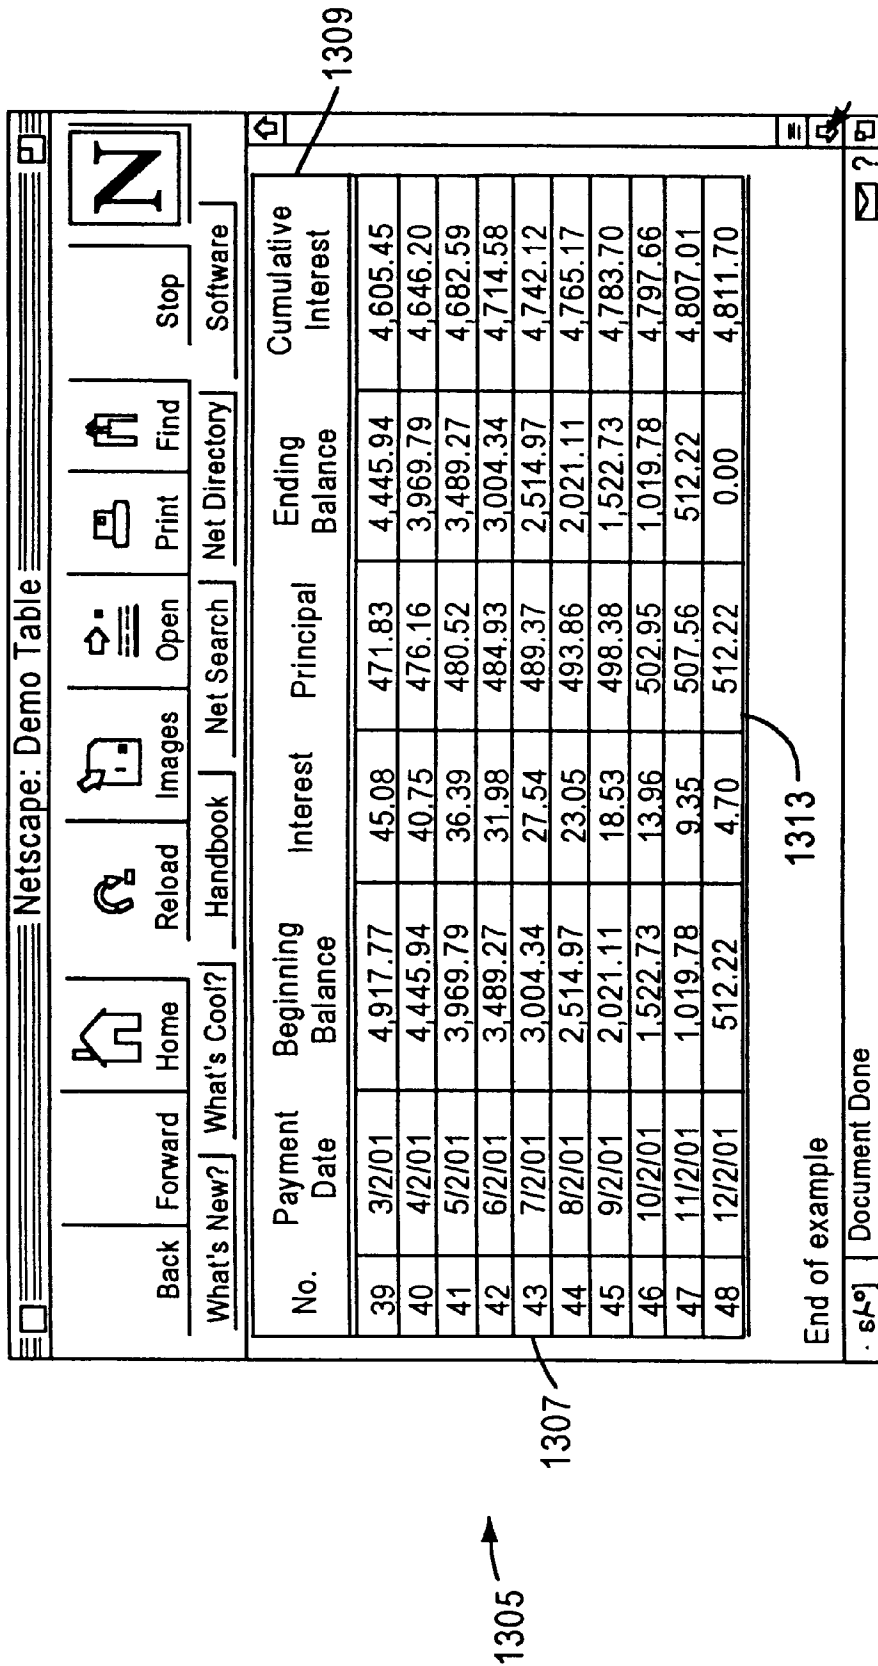 Netscape: Demo Table
Back Forward Home Reload Images Open Print Find Stop
N
What's New? What's Cool? Handbook Net Search Net Directory Software
No. Payment Date Beginning Balance Interest Principal Ending Balance Cumulative Interest
39 3/2/01 4,917.77 45.08 471.83 4,445.94 4,605.45
40 4/2/01 4,445.94 40.75 476.16 3,969.79 4,646.20
41 5/2/01 3,969.79 36.39 480.52 3,489.27 4,682.59
42 6/2/01 3,489.27 31.98 484.93 3,004.34 4,714.58
43 7/2/01 3,004.34 27.54 489.37 2,514.97 4,742.12
44 8/2/01 2,514.97 23.05 493.86 2,021.11 4,765.17
45 9/2/01 2,021.11 18.53 498.38 1,522.73 4,783.70
46 10/2/01 1,522.73 13.96 502.95 1,019.78 4,797.66
47 11/2/01 1,019.78 9.35 507.56 512.22 4,807.01
48 12/2/01 512.22 4.70 512.22 0.00 4,811.70
End of example
Document Done
?
1305
1307
1309
1313